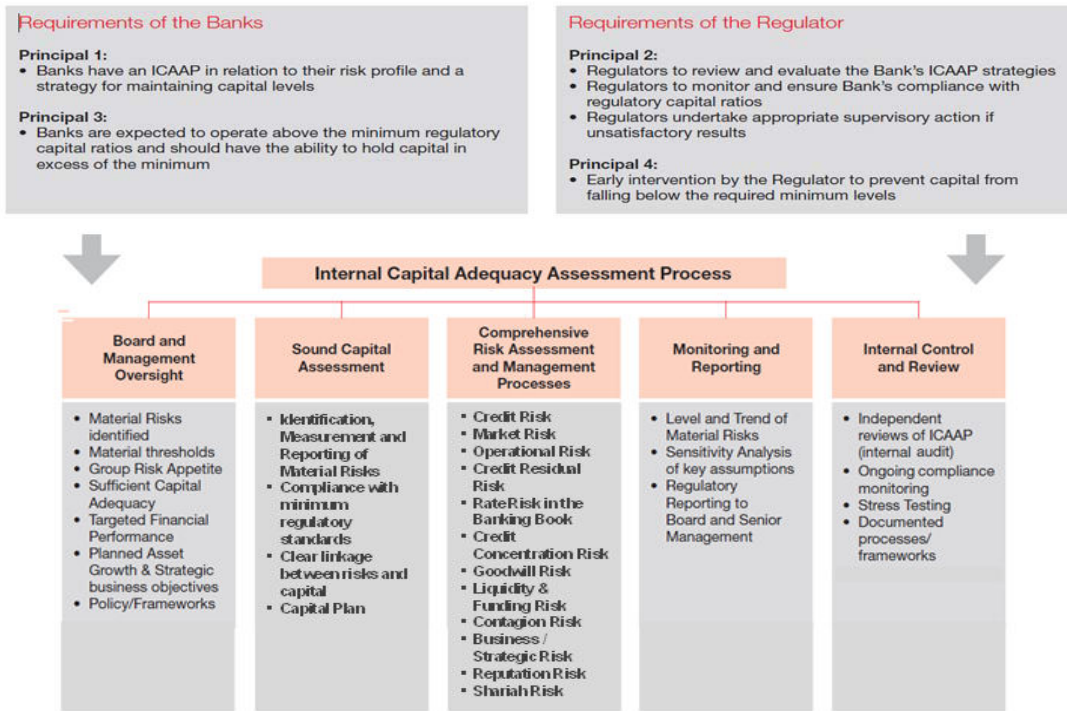 Requirements of the Banks
Principal 1:
• Banks have an ICAAP in relation to their risk profile and a
strategy for maintaining capital levels
Principal 3:
• Banks are expected to operate above the minimum regulatory
capital ratios and should have the ability to hold capital in
excess of the minimum
Requirements of the Regulator
Principal 2:
• Regulators to review and evaluate the Bank's ICAAP strategies
• Regulators to monitor and ensure Bank's compliance with
regulatory capital ratios
• Regulators undertake appropriate supervisory action if
unsatisfactory results
Principal 4:
• Early intervention by the Regulator to prevent capital from
falling below the required minimum levels
Internal Capital Adequacy Assessment Process
Board and
Management
Oversight
• Material Risks
identified
• Material thresholds
• Group Risk Appetite
• Sufficient Capital
Adequacy
• Targeted Financial
Performance
• Planned Asset
Growth & Strategic
business objectives
• Policy/Frameworks
Sound Capital
Assessment
▪ Identification,
Measurement and
Reporting of
Material Risks
▪ Compliance with
minimum
regulatory
standards
▪ Clear linkage
between risks and
capital
▪ Capital Plan
Comprehensive
Risk Assessment
and Management
Processes
▪ Credit Risk
▪ Market Risk
▪ Operational Risk
▪ Credit Residual
Risk
▪ Rate Risk in the
Banking Book
▪ Credit
Concentration Risk
▪ Goodwill Risk
▪ Liquidity &
Funding Risk
▪ Contagion Risk
▪ Business /
Strategic Risk
▪ Reputation Risk
▪ Shariah Risk
Monitoring and
Reporting
• Level and Trend of
Material Risks
• Sensitivity Analysis
of key assumptions
• Regulatory
Reporting to
Board and Senior
Management
Internal Control
and Review
• Independent
reviews of ICAAP
(internal audit)
• Ongoing compliance
monitoring
• Stress Testing
• Documented
processes/
frameworks